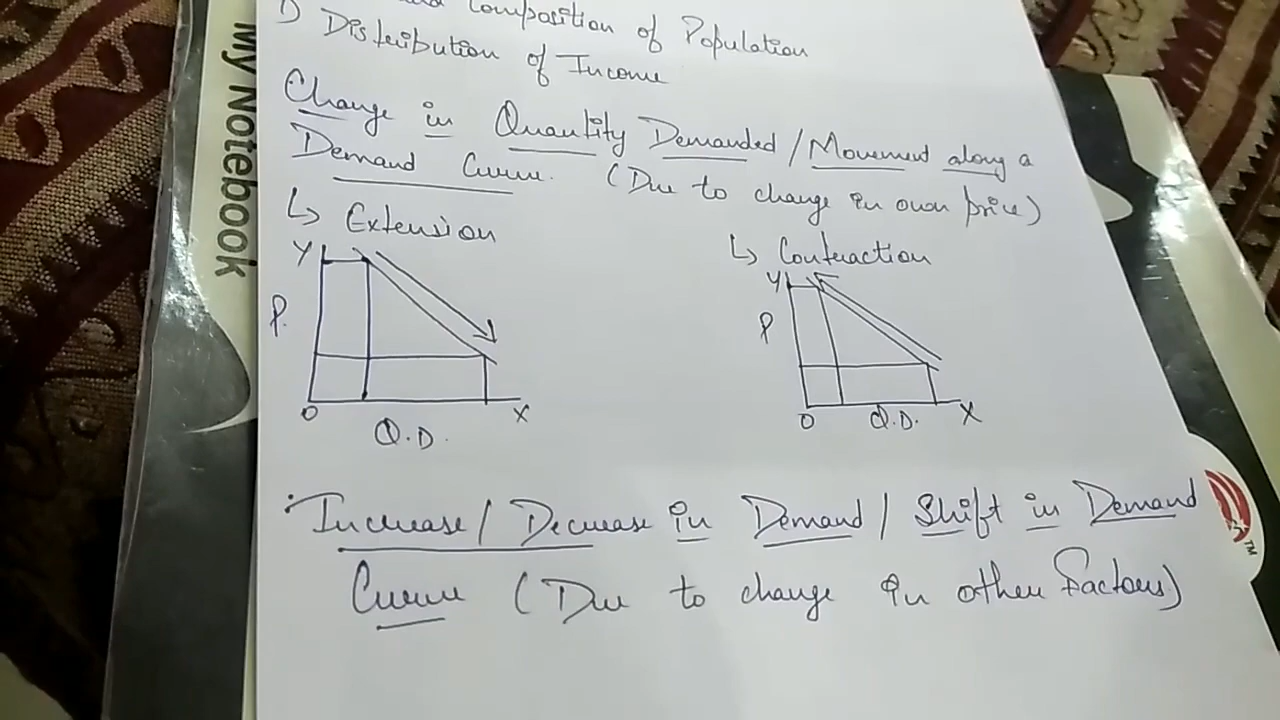 Composition of Population
Distribution of Income
Change in Quantity Demanded / Movement along a
Demand Curve. (Due to change in own price)
↳ Extension
↳ Contraction
Y
P.
O
Q.D.
X
Y
P
O
Q.D.
X
Increase / Decrease in Demand / Shift in Demand
Curve (Due to change in other Factors)
My Notebook
TM